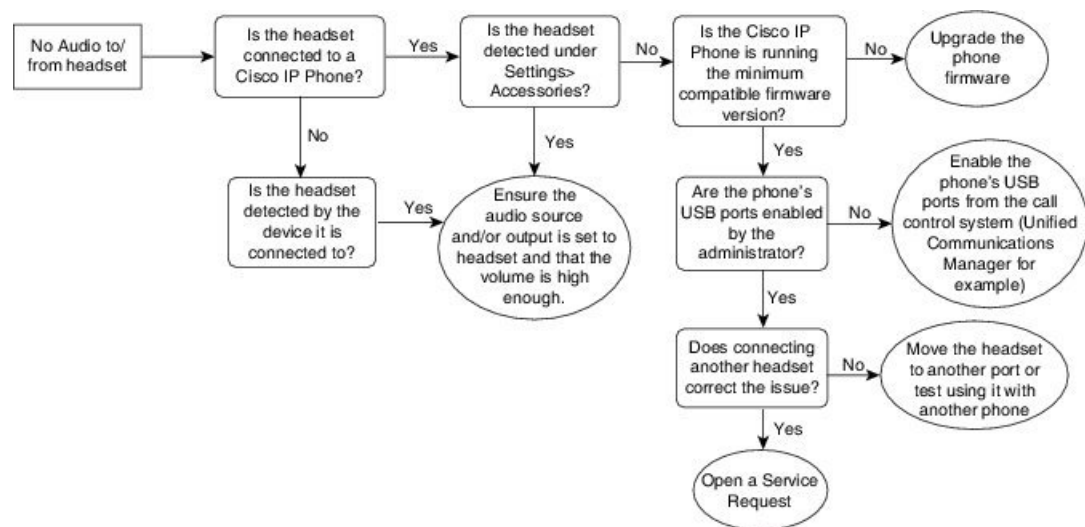 No Audio to/
from headset
Is the headset
connected to a
Cisco IP Phone?
Yes
Is the headset
detected under
Settings>
Accessories?
No
Is the Cisco IP
Phone is running
the minimum
compatible firmware
version?
No
Upgrade the
phone
firmware
No
Yes
Yes
Is the headset
detected by the
device it is
connected to?
Yes
Ensure the
audio source
and/or output is set to
headset and that the
volume is high
enough.
Are the phone's
USB ports enabled
by the
administrator?
No
Enable the
phone's USB
ports from the call
control system (Unified
Communications
Manager for
example)
Yes
Does connecting
another headset
correct the issue?
No
Move the headset
to another port or
test using it with
another phone
Yes
Open a Service
Request